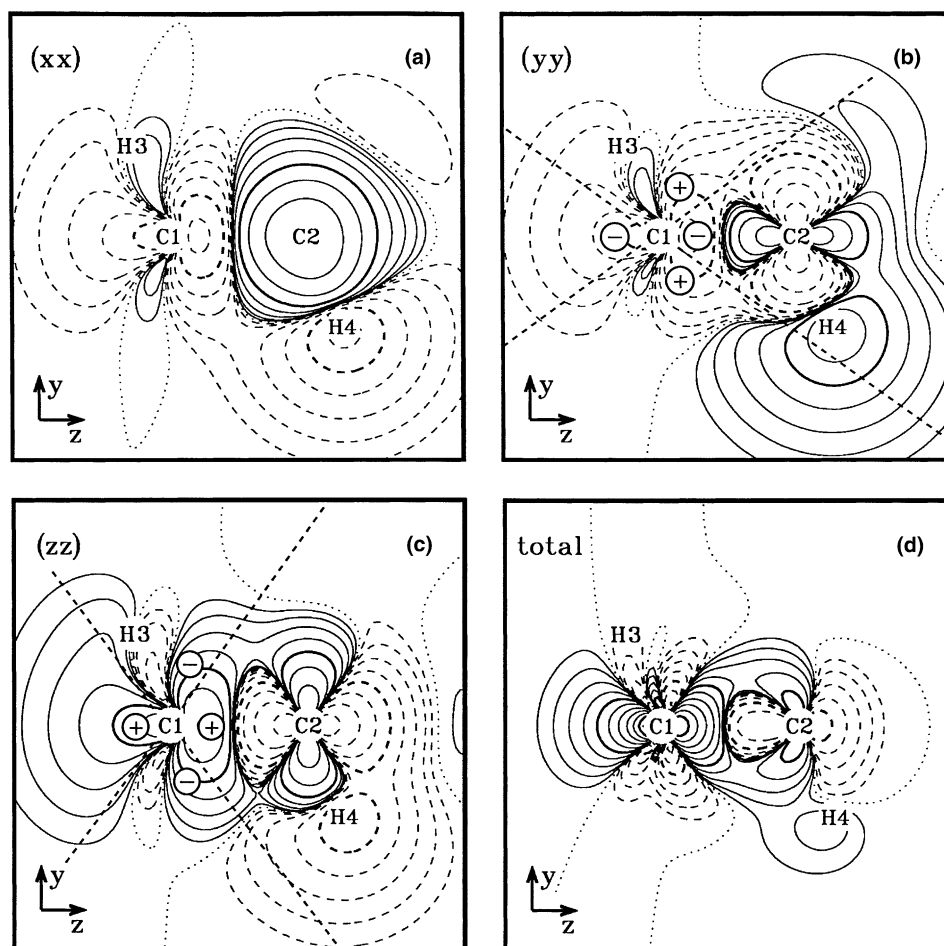 (xx) (a)
H3
C1 C2
H4
y
z
(yy) (b)
H3
+
− C1 − C2
+
H4
y
z
(zz) (c)
H3
−
+ C1 + C2
−
H4
y
z
total (d)
H3
C1 C2
H4
y
z